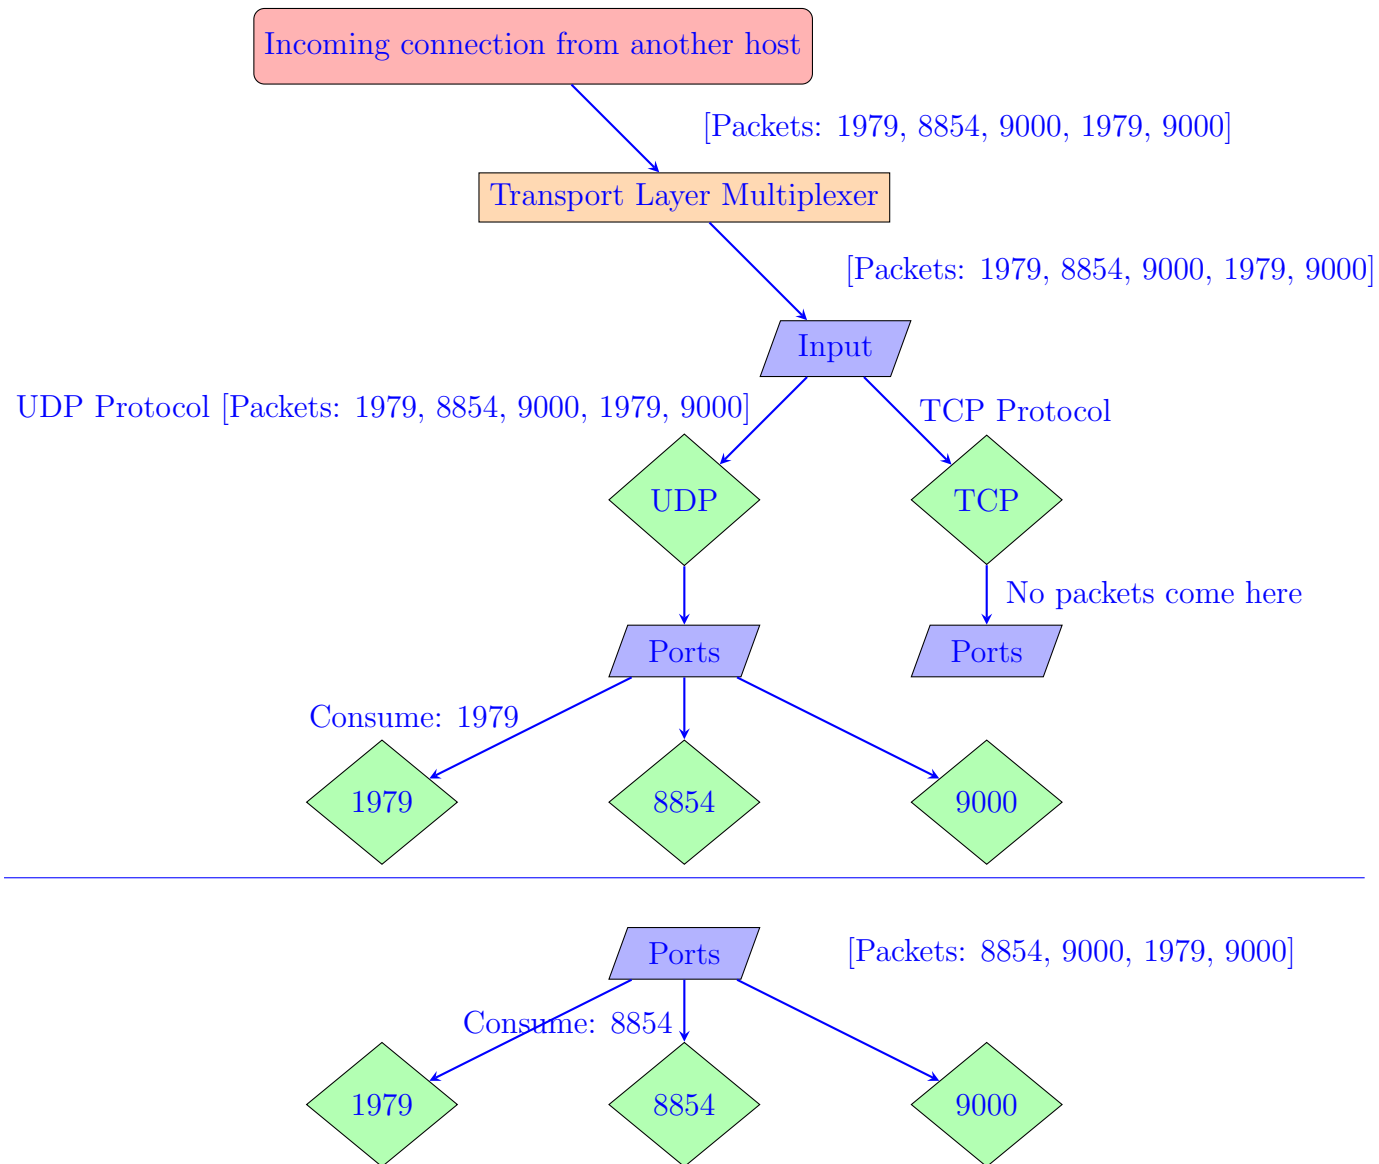 Incoming connection from another host
[Packets: 1979, 8854, 9000, 1979, 9000]
Transport Layer Multiplexer
[Packets: 1979, 8854, 9000, 1979, 9000]
Input
UDP Protocol [Packets: 1979, 8854, 9000, 1979, 9000]
TCP Protocol
UDP
TCP
No packets come here
Ports
Ports
Consume: 1979
1979
8854
9000
Ports
[Packets: 8854, 9000, 1979, 9000]
Consume: 8854
1979
8854
9000